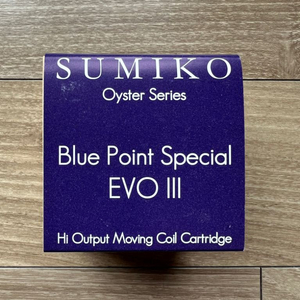 SUMIKO
Oyster Series
Blue Point Special
EVO III
Hi Output Moving Coil Cartridge